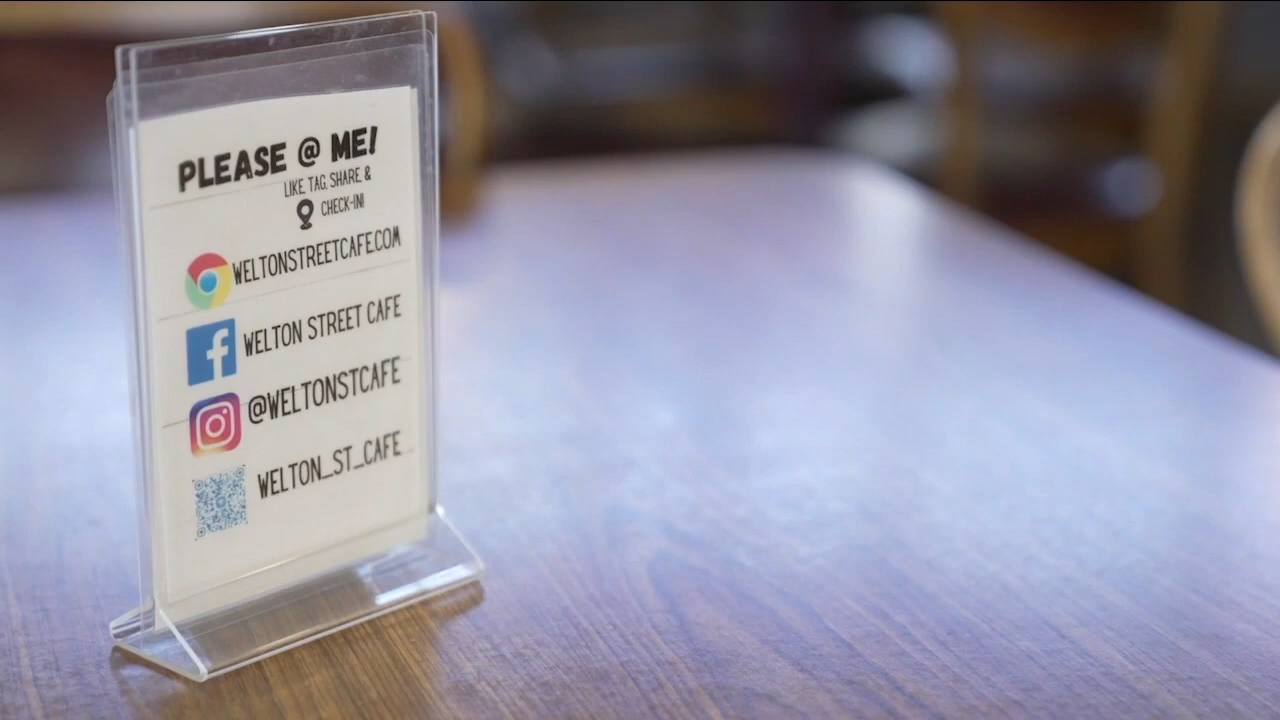 PLEASE @ ME!
LIKE, TAG, SHARE, &
CHECK-IN!
WELTONSTREETCAFE.COM
WELTON STREET CAFE
@WELTONSTCAFE
WELTON_ST_CAFE